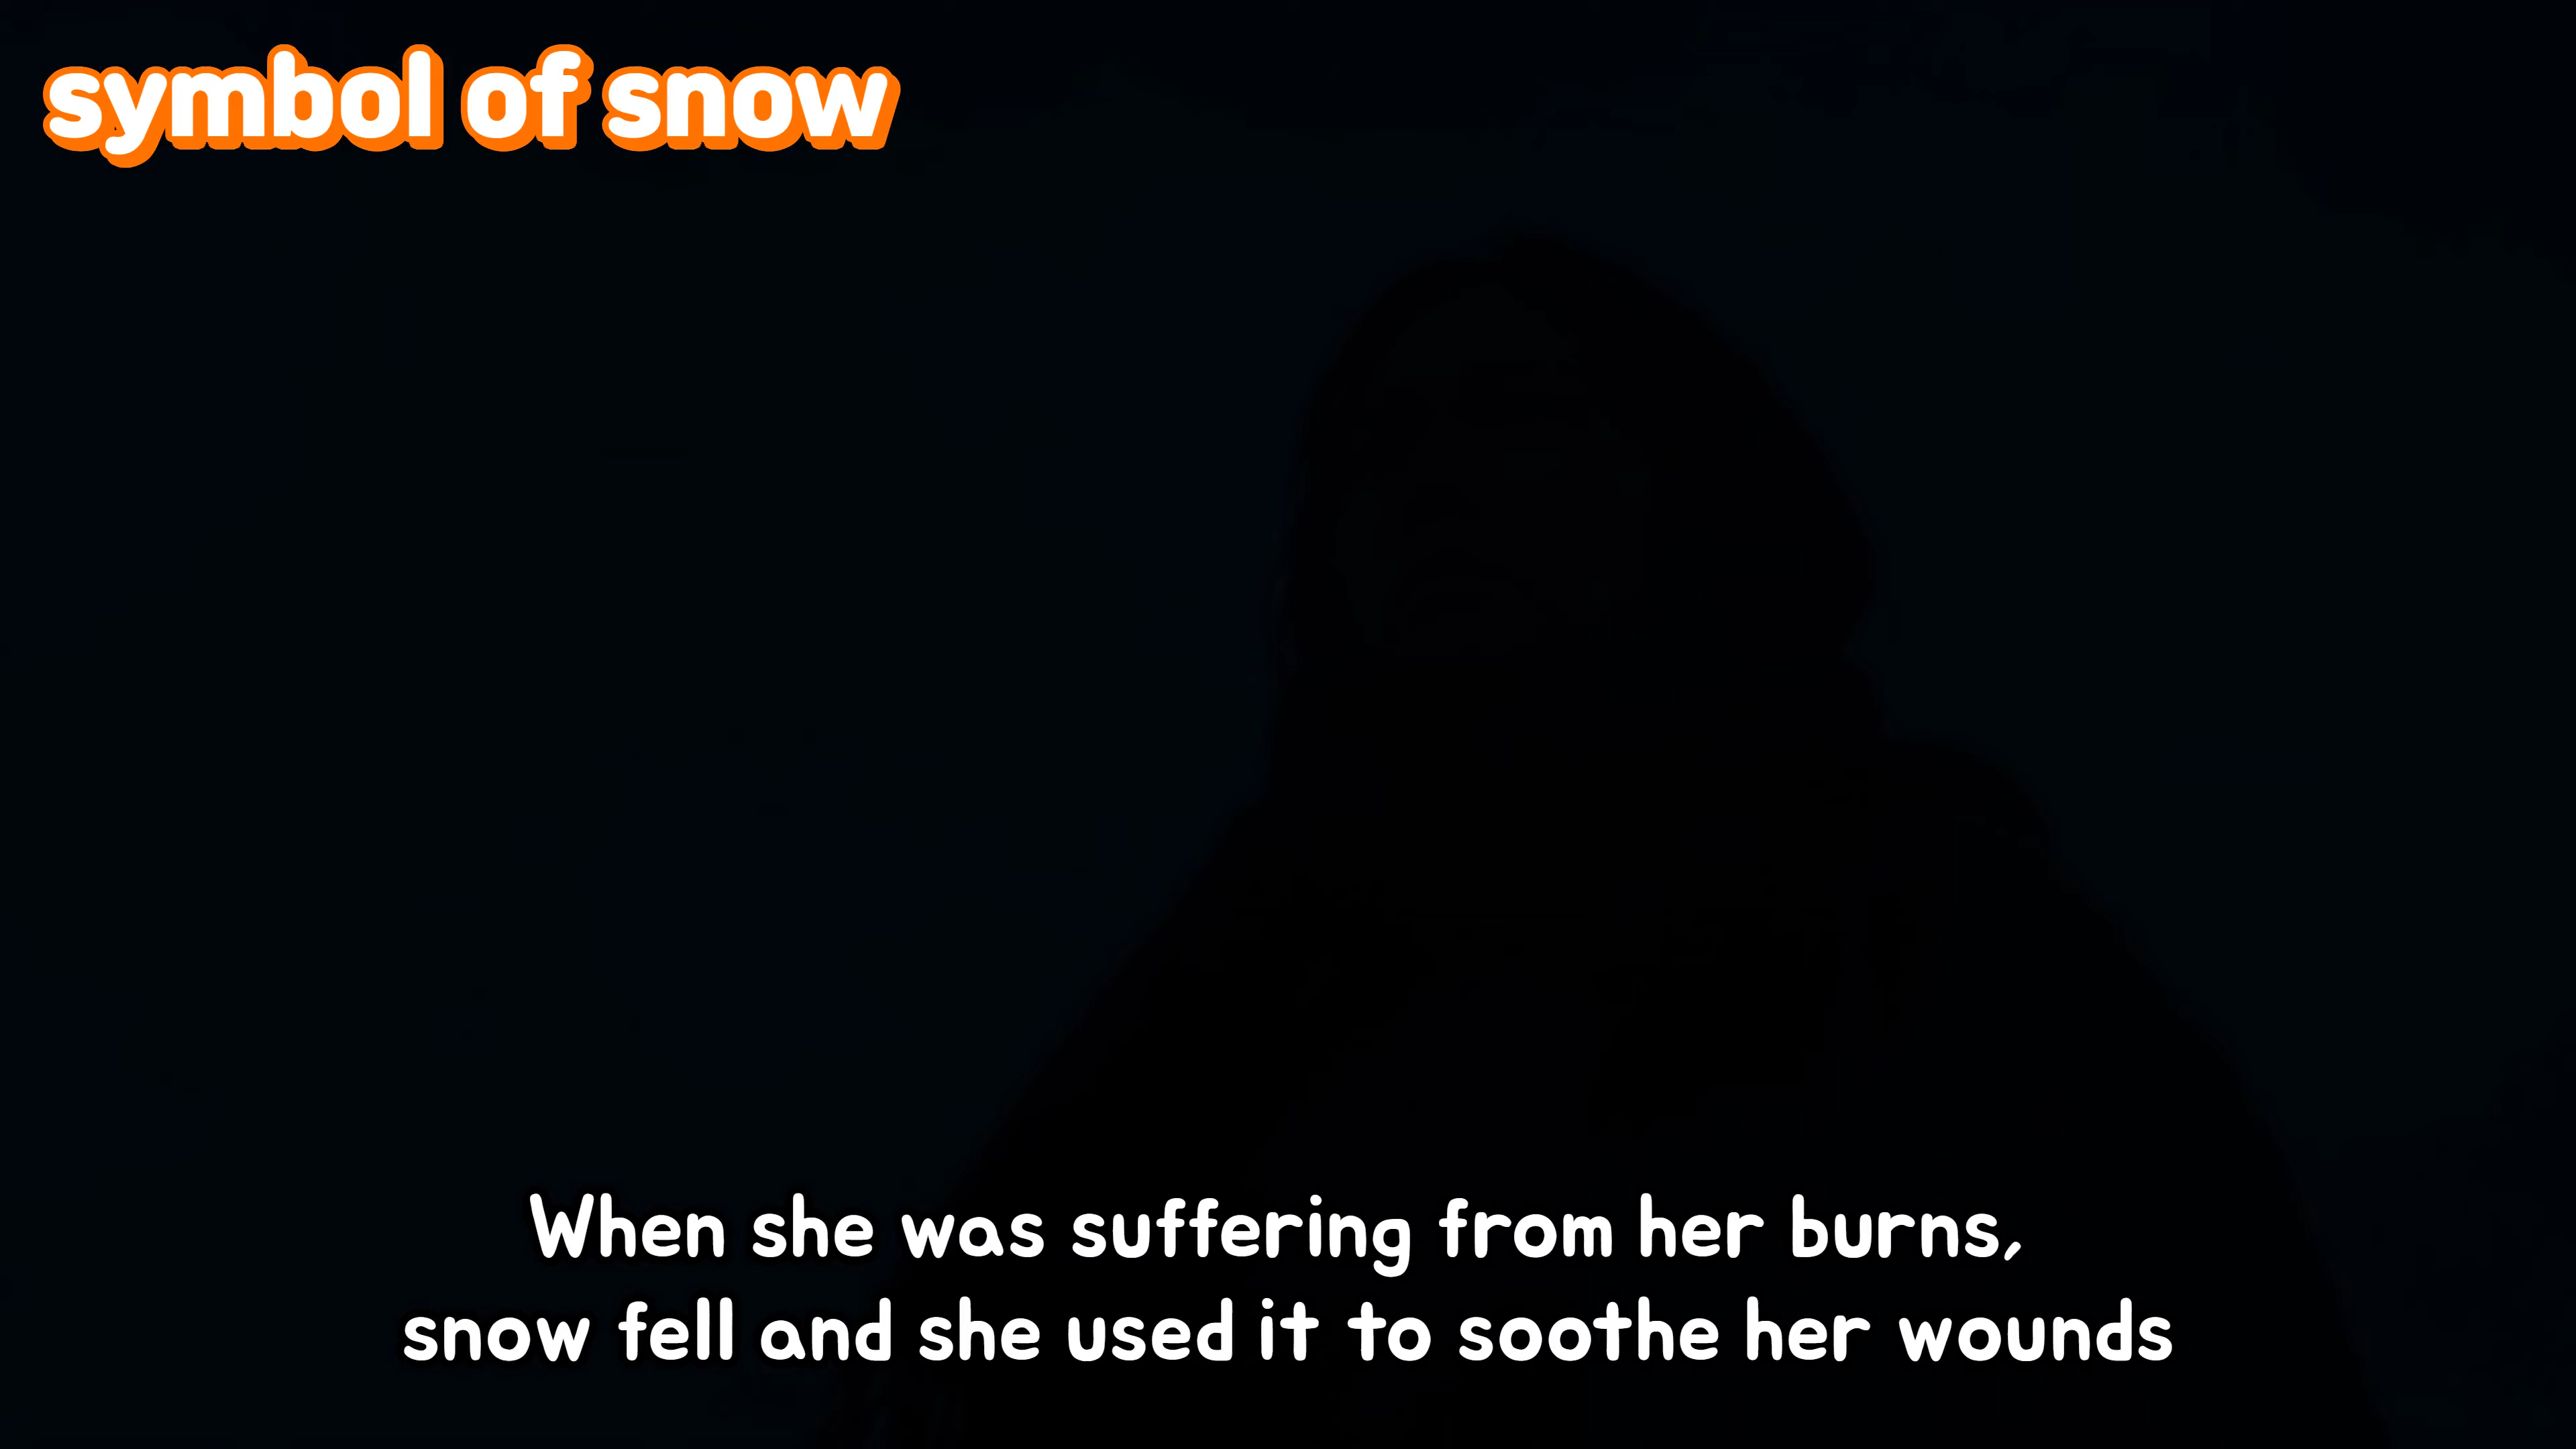 symbol of snow
When she was suffering from her burns,
snow fell and she used it to soothe her wounds